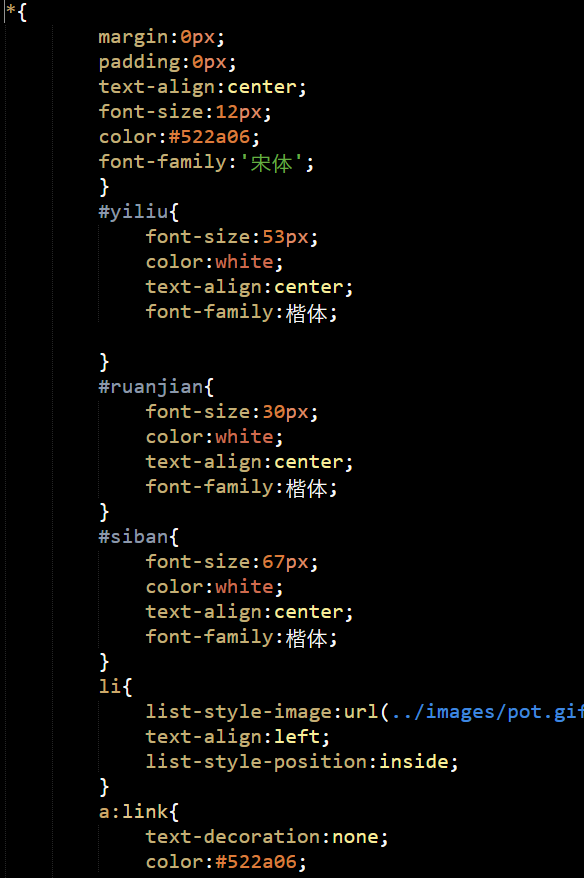 *{
margin:0px;
padding:0px;
text-align:center;
font-size:12px;
color:#522a06;
font-family:'宋体';
}
#yiliu{
font-size:53px;
color:white;
text-align:center;
font-family:楷体;
}
#ruanjian{
font-size:30px;
color:white;
text-align:center;
font-family:楷体;
}
#siban{
font-size:67px;
color:white;
text-align:center;
font-family:楷体;
}
li{
list-style-image:url(../images/pot.gif
text-align:left;
list-style-position:inside;
}
a:link{
text-decoration:none;
color:#522a06;